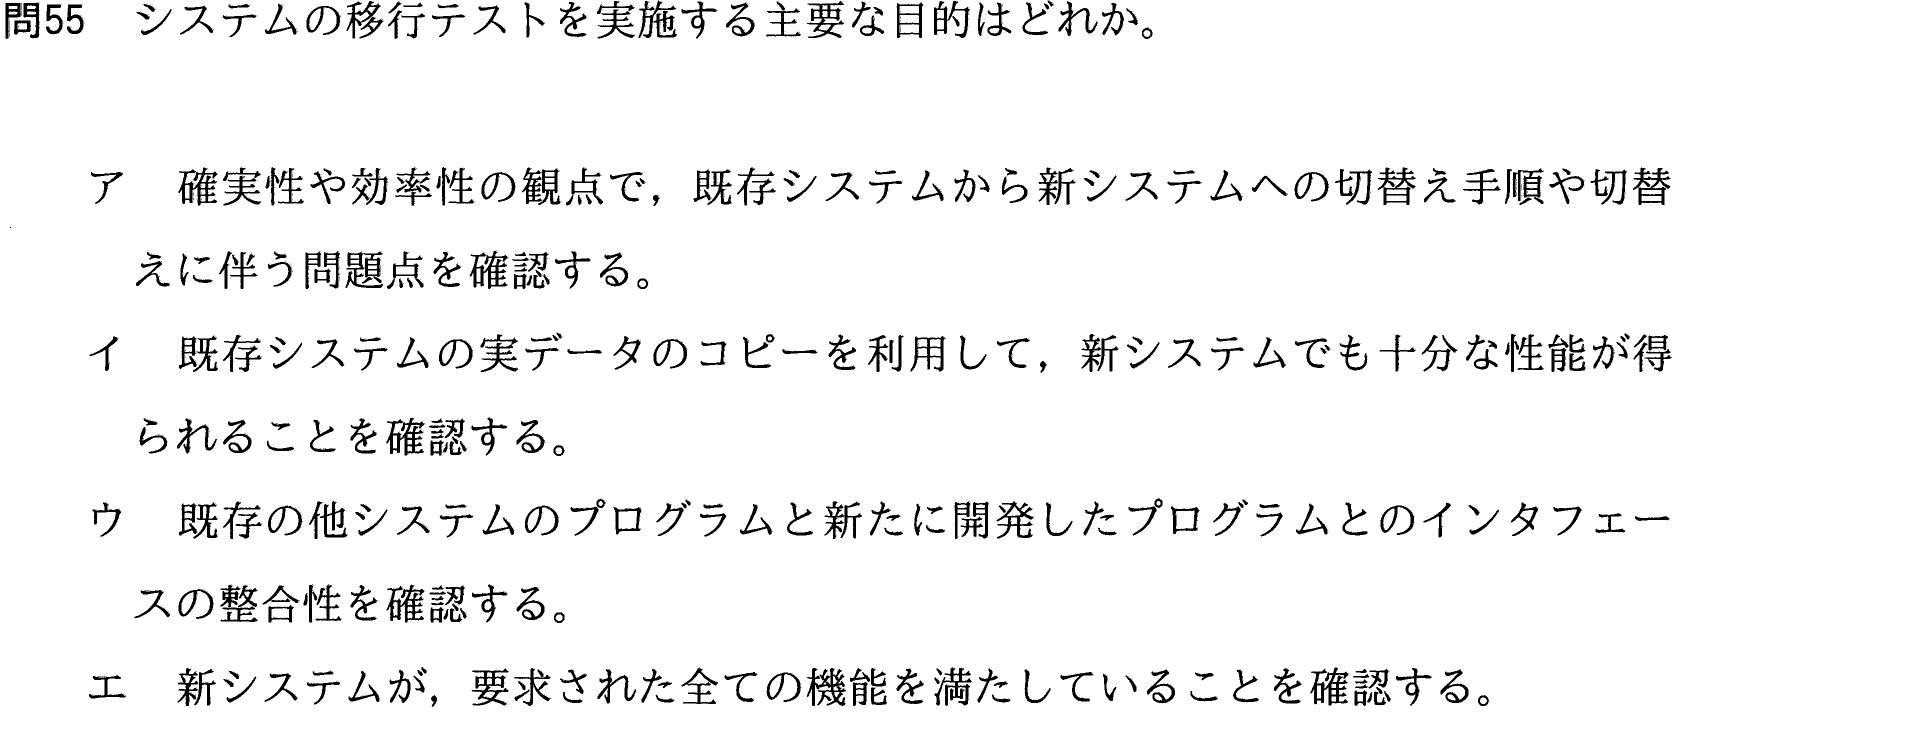 問55　システムの移行テストを実施する主要な目的はどれか。
ア　確実性や効率性の観点で，既存システムから新システムへの切替え手順や切替
えに伴う問題点を確認する。
イ　既存システムの実データのコピーを利用して，新システムでも十分な性能が得
られることを確認する。
ウ　既存の他システムのプログラムと新たに開発したプログラムとのインタフェー
スの整合性を確認する。
エ　新システムが，要求された全ての機能を満たしていることを確認する。